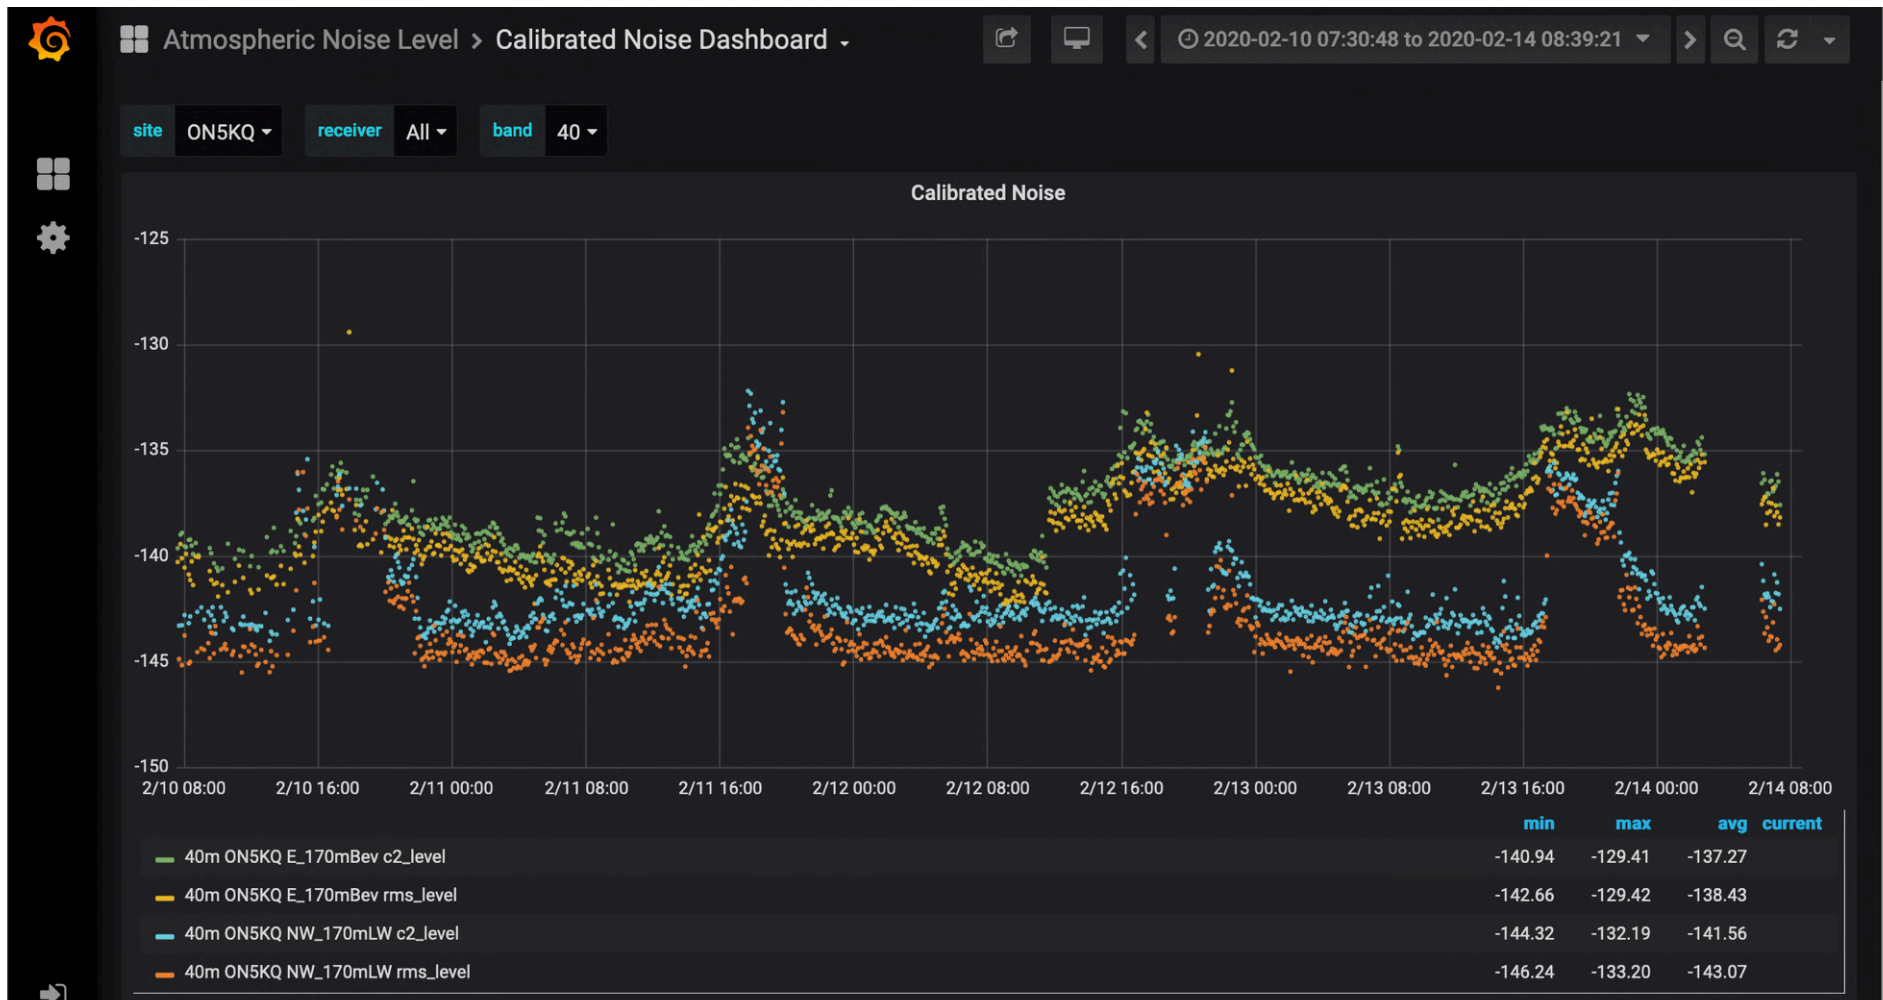 Atmospheric Noise Level > Calibrated Noise Dashboard
2020-02-10 07:30:48 to 2020-02-14 08:39:21
site ON5KQ receiver All band 40
Calibrated Noise
-125
-130
-135
-140
-145
-150
2/10 08:00 2/10 16:00 2/11 00:00 2/11 08:00 2/11 16:00 2/12 00:00 2/12 08:00 2/12 16:00 2/13 00:00 2/13 08:00 2/13 16:00 2/14 00:00 2/14 08:00
min max avg current
40m ON5KQ E_170mBev c2_level -140.94 -129.41 -137.27
40m ON5KQ E_170mBev rms_level -142.66 -129.42 -138.43
40m ON5KQ NW_170mLW c2_level -144.32 -132.19 -141.56
40m ON5KQ NW_170mLW rms_level -146.24 -133.20 -143.07